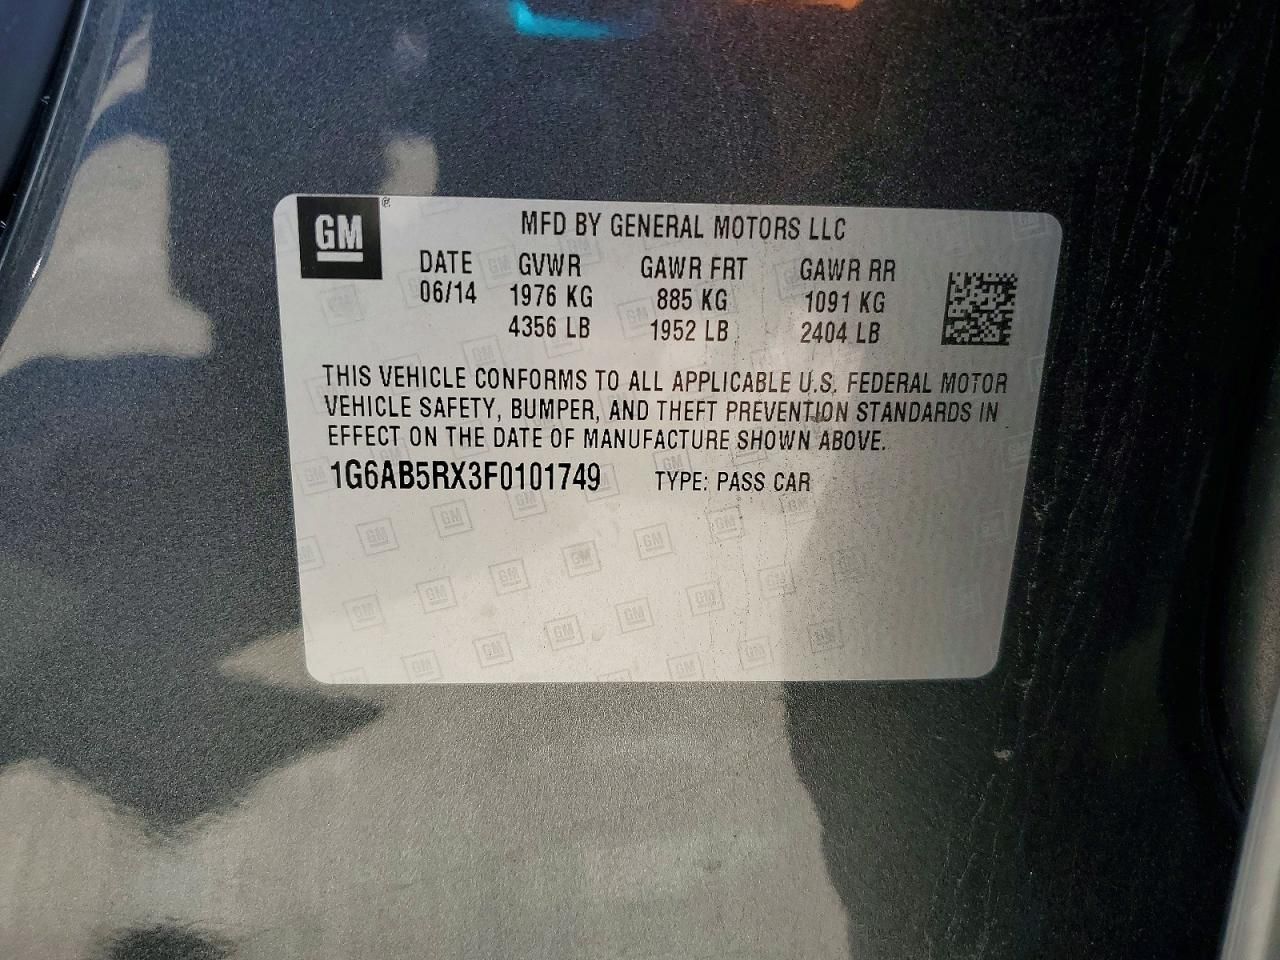 GM ®
MFD BY GENERAL MOTORS LLC
DATE GVWR GAWR FRT GAWR RR
06/14 1976 KG 885 KG 1091 KG
4356 LB 1952 LB 2404 LB
THIS VEHICLE CONFORMS TO ALL APPLICABLE U.S. FEDERAL MOTOR
VEHICLE SAFETY, BUMPER, AND THEFT PREVENTION STANDARDS IN
EFFECT ON THE DATE OF MANUFACTURE SHOWN ABOVE.
1G6AB5RX3F0101749 TYPE: PASS CAR